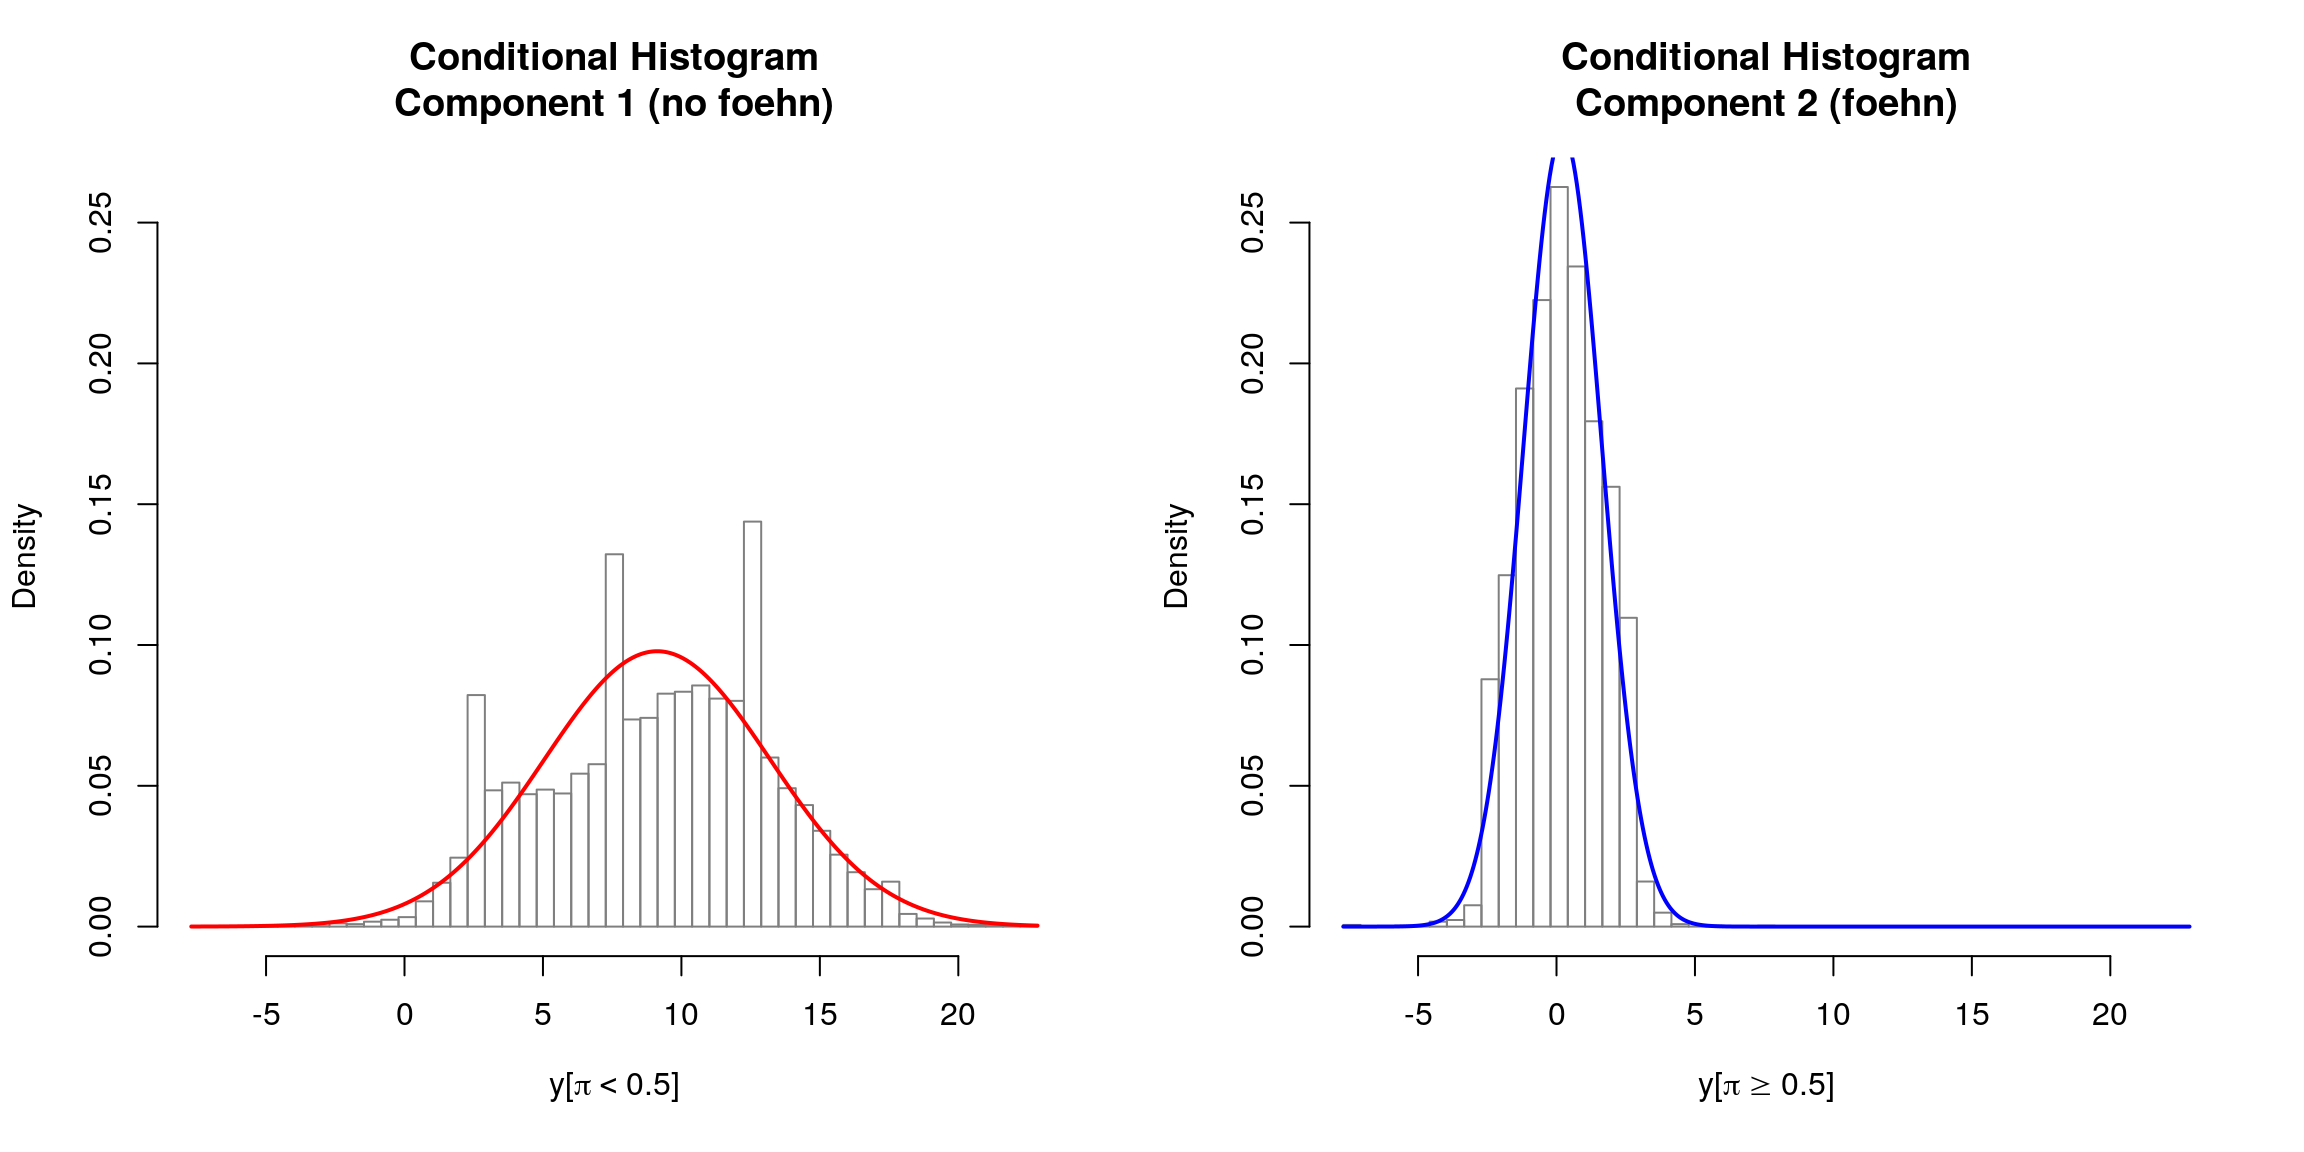 Conditional Histogram
Component 1 (no foehn)
Density
0.00 0.05 0.10 0.15 0.20 0.25
-5 0 5 10 15 20
y[π < 0.5]
Conditional Histogram
Component 2 (foehn)
Density
0.00 0.05 0.10 0.15 0.20 0.25
-5 0 5 10 15 20
y[π ≥ 0.5]